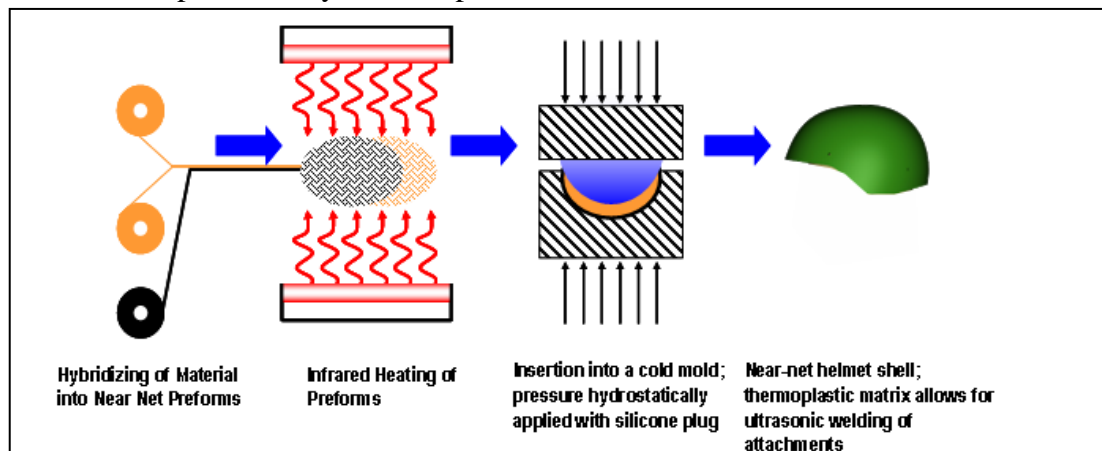 Hybridizing of Material
into Near Net Preforms
Infrared Heating of
Preforms
Insertion into a cold mold;
pressure hydrostatically
applied with silicone plug
Near-net helmet shell;
thermoplastic matrix allows for
ultrasonic welding of
attachments